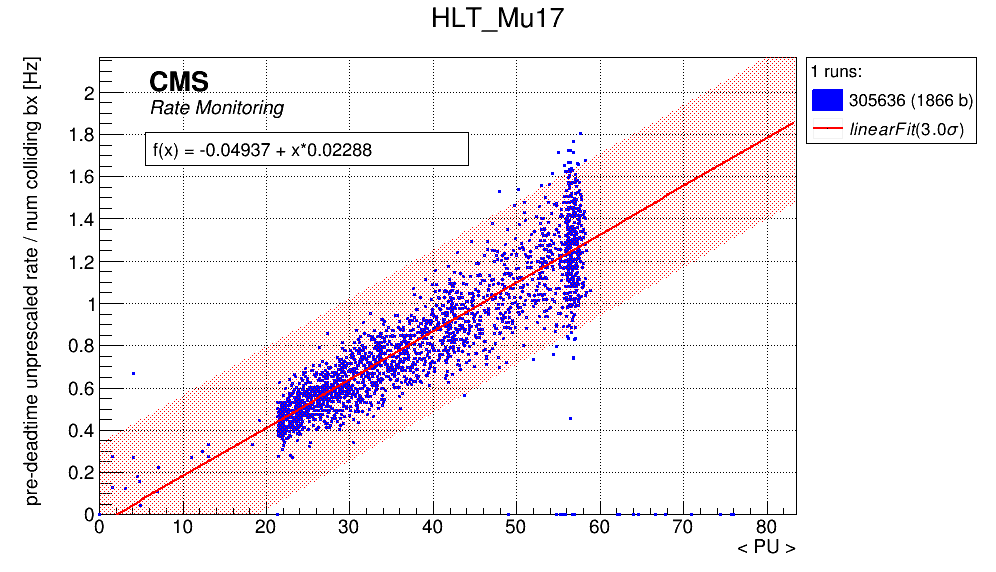 HLT_Mu17
pre-deadtime unprescaled rate / num colliding bx [Hz]
CMS
Rate Monitoring
f(x) = -0.04937 + x*0.02288
2
1.8
1.6
1.4
1.2
1
0.8
0.6
0.4
0.2
0
0 10 20 30 40 50 60 70 80
< PU >
1 runs:
305636 (1866 b)
linearFit(3.0σ)